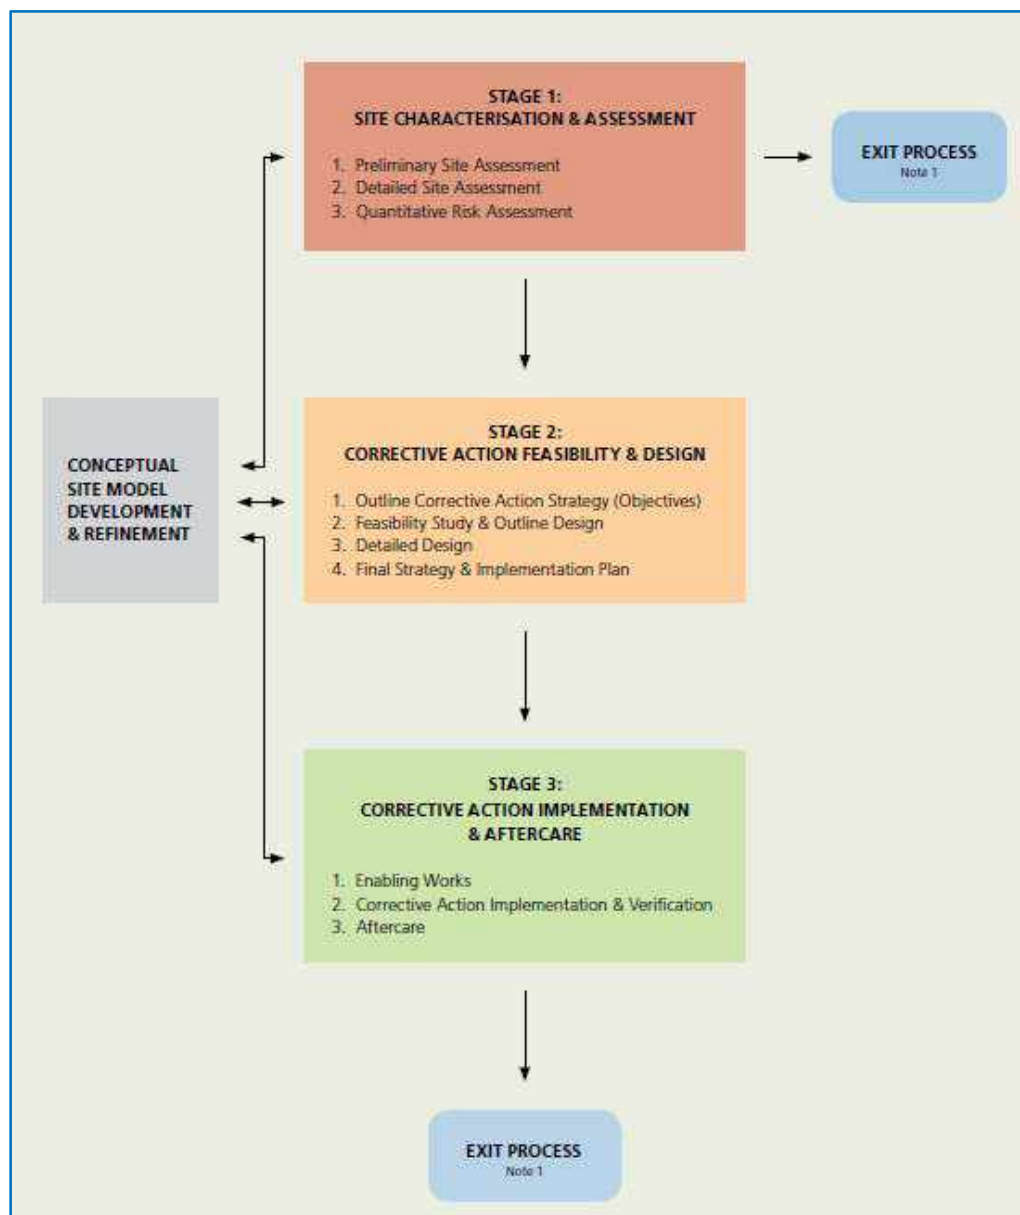 STAGE 1:
SITE CHARACTERISATION & ASSESSMENT
1. Preliminary Site Assessment
2. Detailed Site Assessment
3. Quantitative Risk Assessment
EXIT PROCESS
Note 1
CONCEPTUAL
SITE MODEL
DEVELOPMENT
& REFINEMENT
STAGE 2:
CORRECTIVE ACTION FEASIBILITY & DESIGN
1. Outline Corrective Action Strategy (Objectives)
2. Feasibility Study & Outline Design
3. Detailed Design
4. Final Strategy & Implementation Plan
STAGE 3:
CORRECTIVE ACTION IMPLEMENTATION
& AFTERCARE
1. Enabling Works
2. Corrective Action Implementation & Verification
3. Aftercare
EXIT PROCESS
Note 1